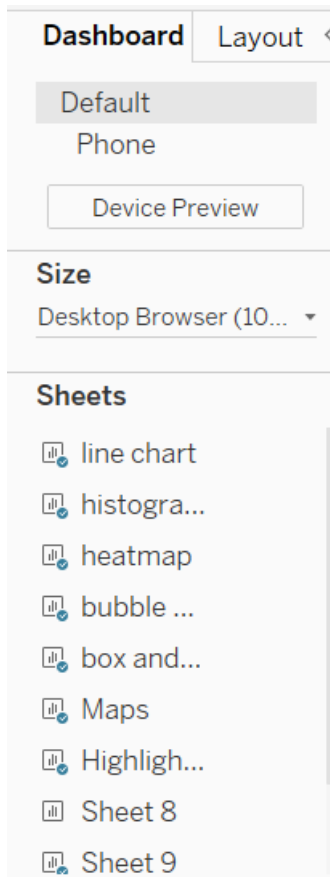 Dashboard Layout
Default
Phone
Device Preview
Size
Desktop Browser (10...
Sheets
line chart
histogra...
heatmap
bubble ...
box and...
Maps
Highligh...
Sheet 8
Sheet 9